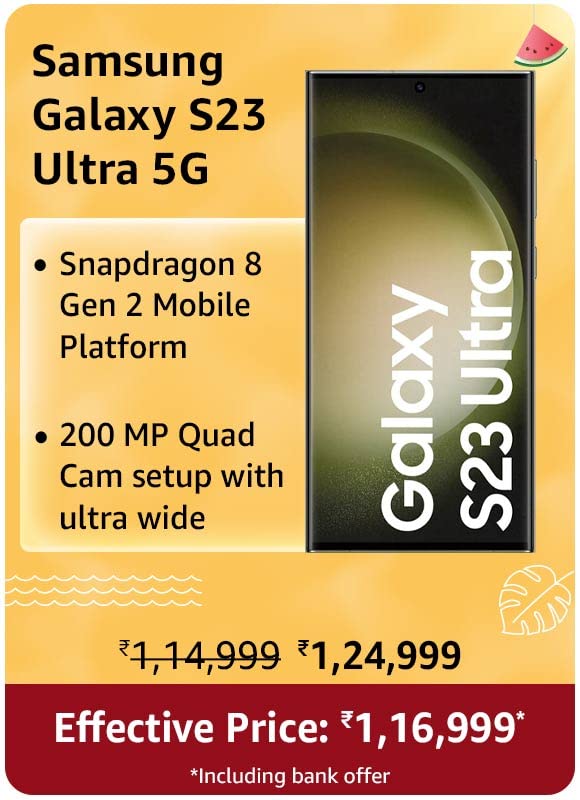 Samsung
Galaxy S23
Ultra 5G
• Snapdragon 8
Gen 2 Mobile
Platform
• 200 MP Quad
Cam setup with
ultra wide
Galaxy
S23 Ultra
₹1,14,999 ₹1,24,999
Effective Price: ₹1,16,999*
*Including bank offer